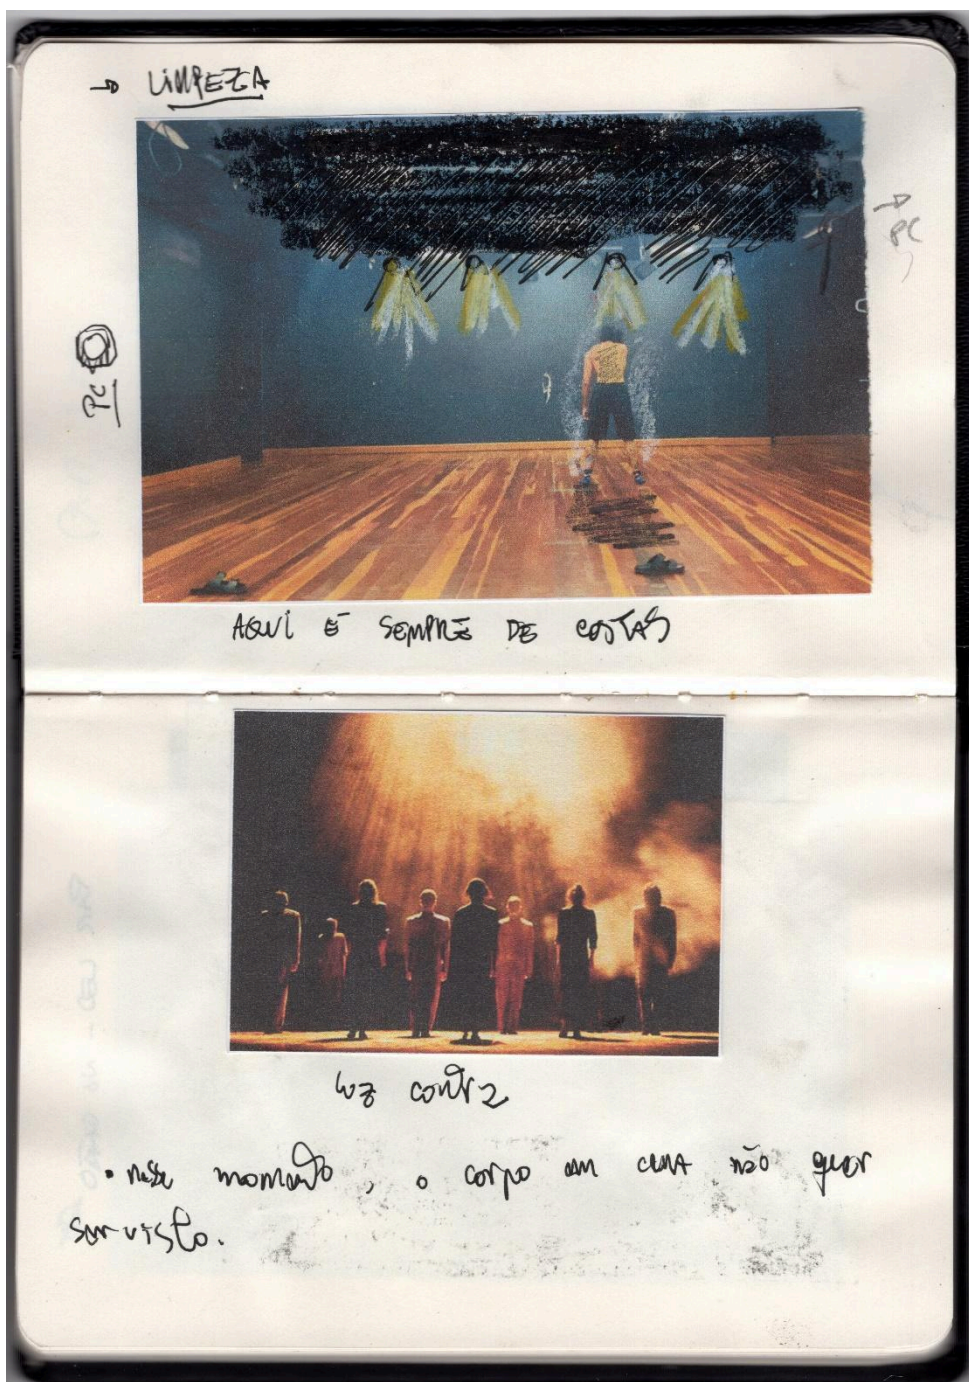 → LIMPEZA
PC
PC
AQUI É SEMPRE DE COSTAS
luz contra
• nesse momento, o corpo em cena não quer
ser visto.